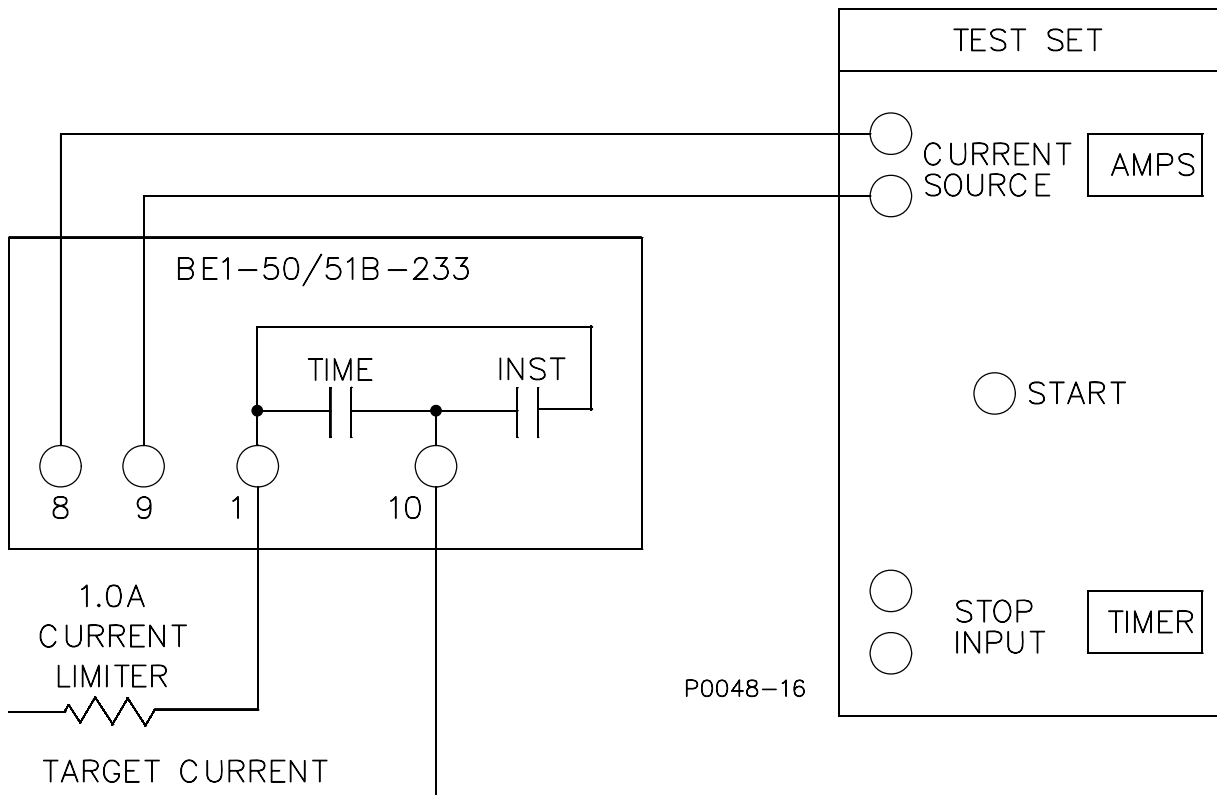 TEST SET
CURRENT
SOURCE
AMPS
BE1-50/51B-233
TIME
INST
START
8
9
1
10
1.0A
CURRENT
LIMITER
STOP
INPUT
TIMER
P0048-16
TARGET CURRENT